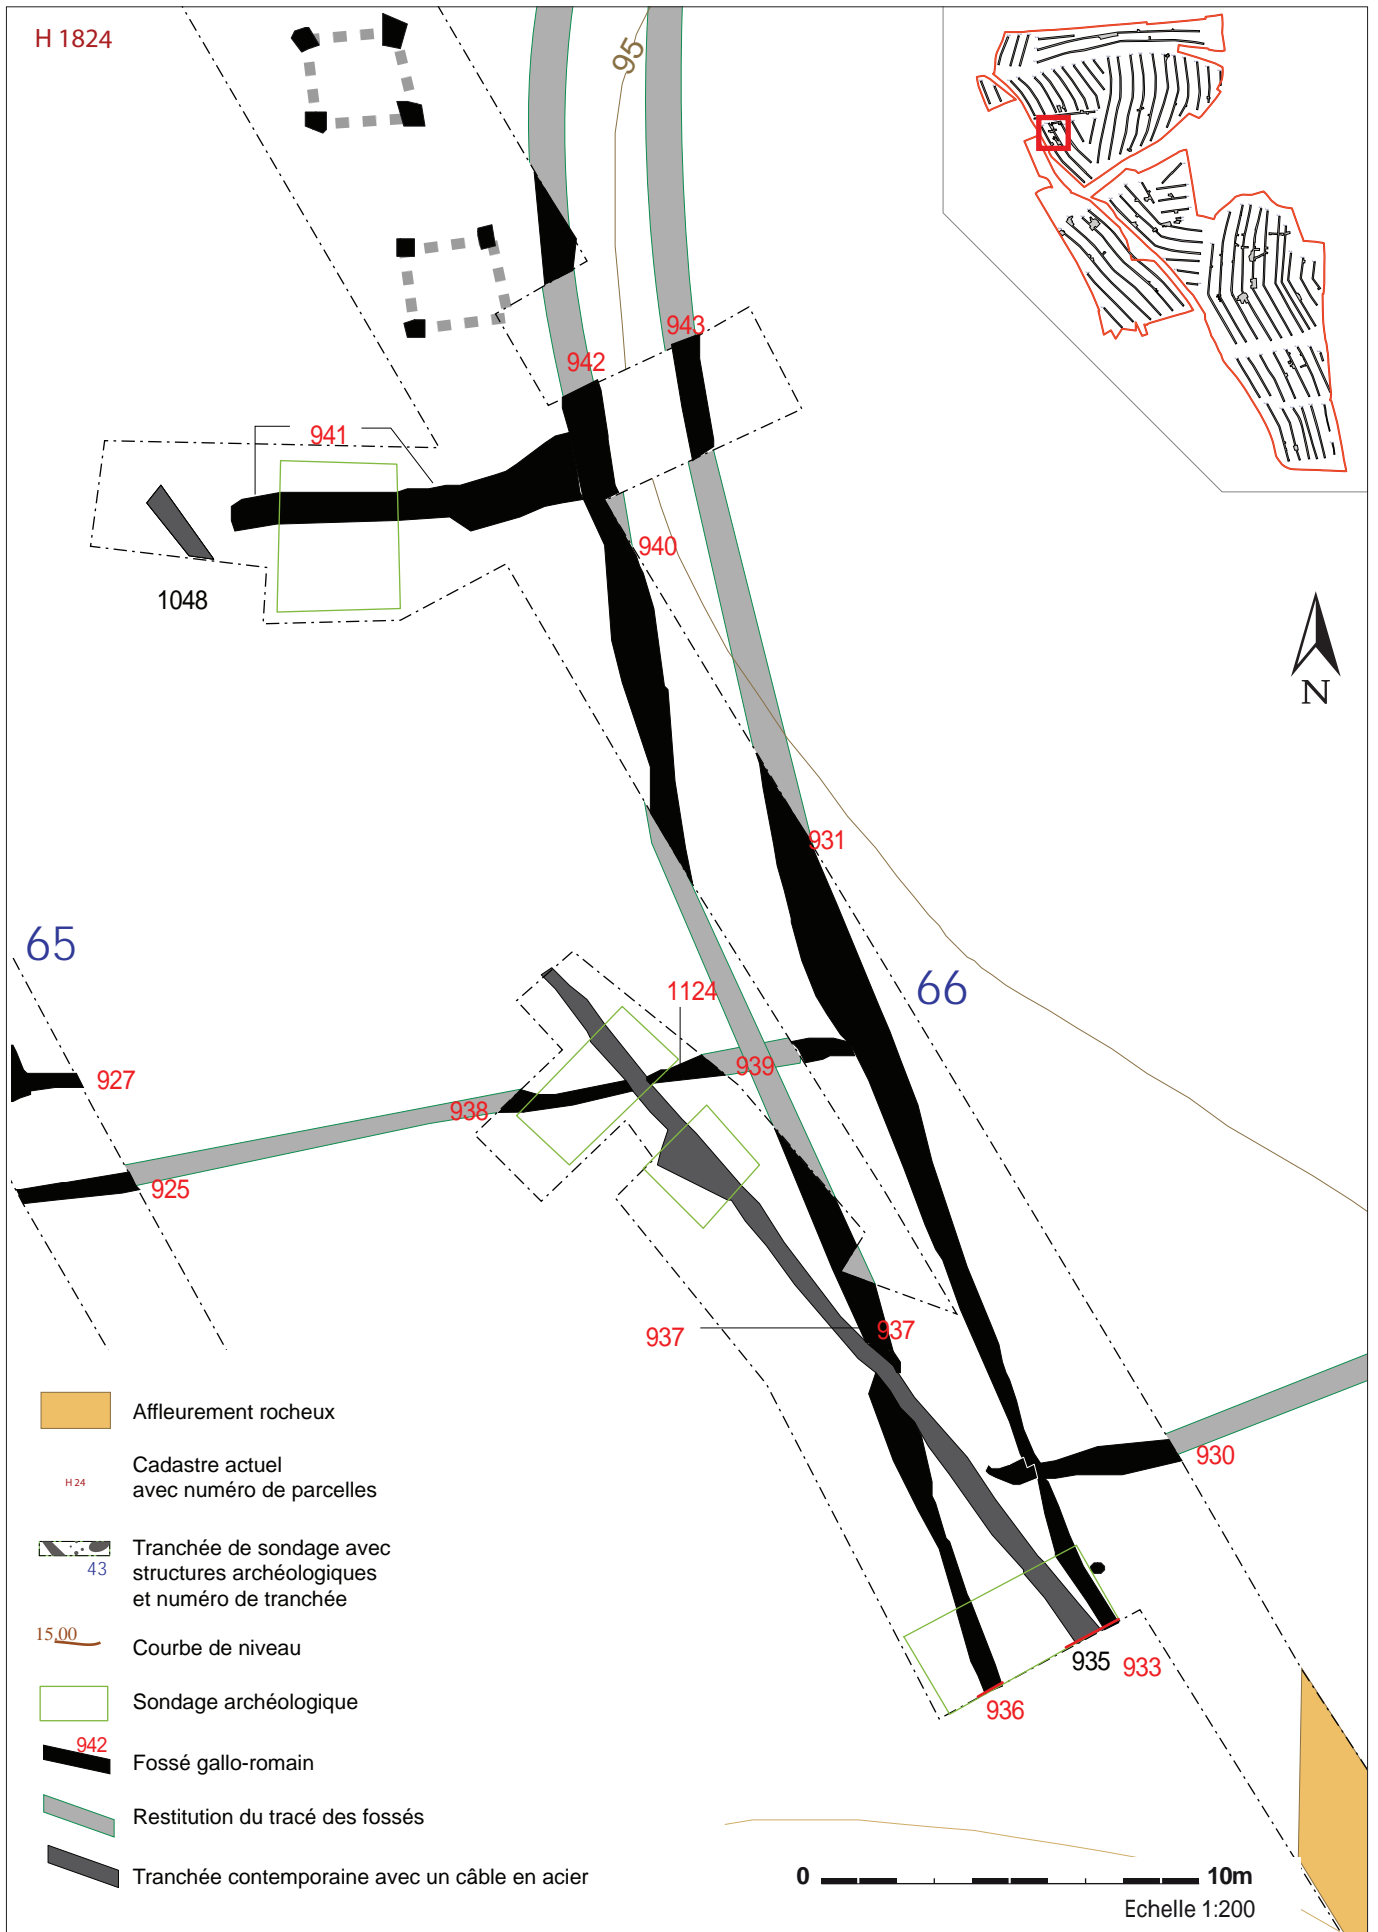 H 1824
95
943
942
941
940
1048
N
931
65
66
1124
927
939
938
925
937
937
930
935
933
936
Affleurement rocheux
H 24
Cadastre actuel
avec numéro de parcelles
43
Tranchée de sondage avec
structures archéologiques
et numéro de tranchée
15,00
Courbe de niveau
Sondage archéologique
942
Fossé gallo-romain
Restitution du tracé des fossés
Tranchée contemporaine avec un câble en acier
0 10m
Echelle 1:200